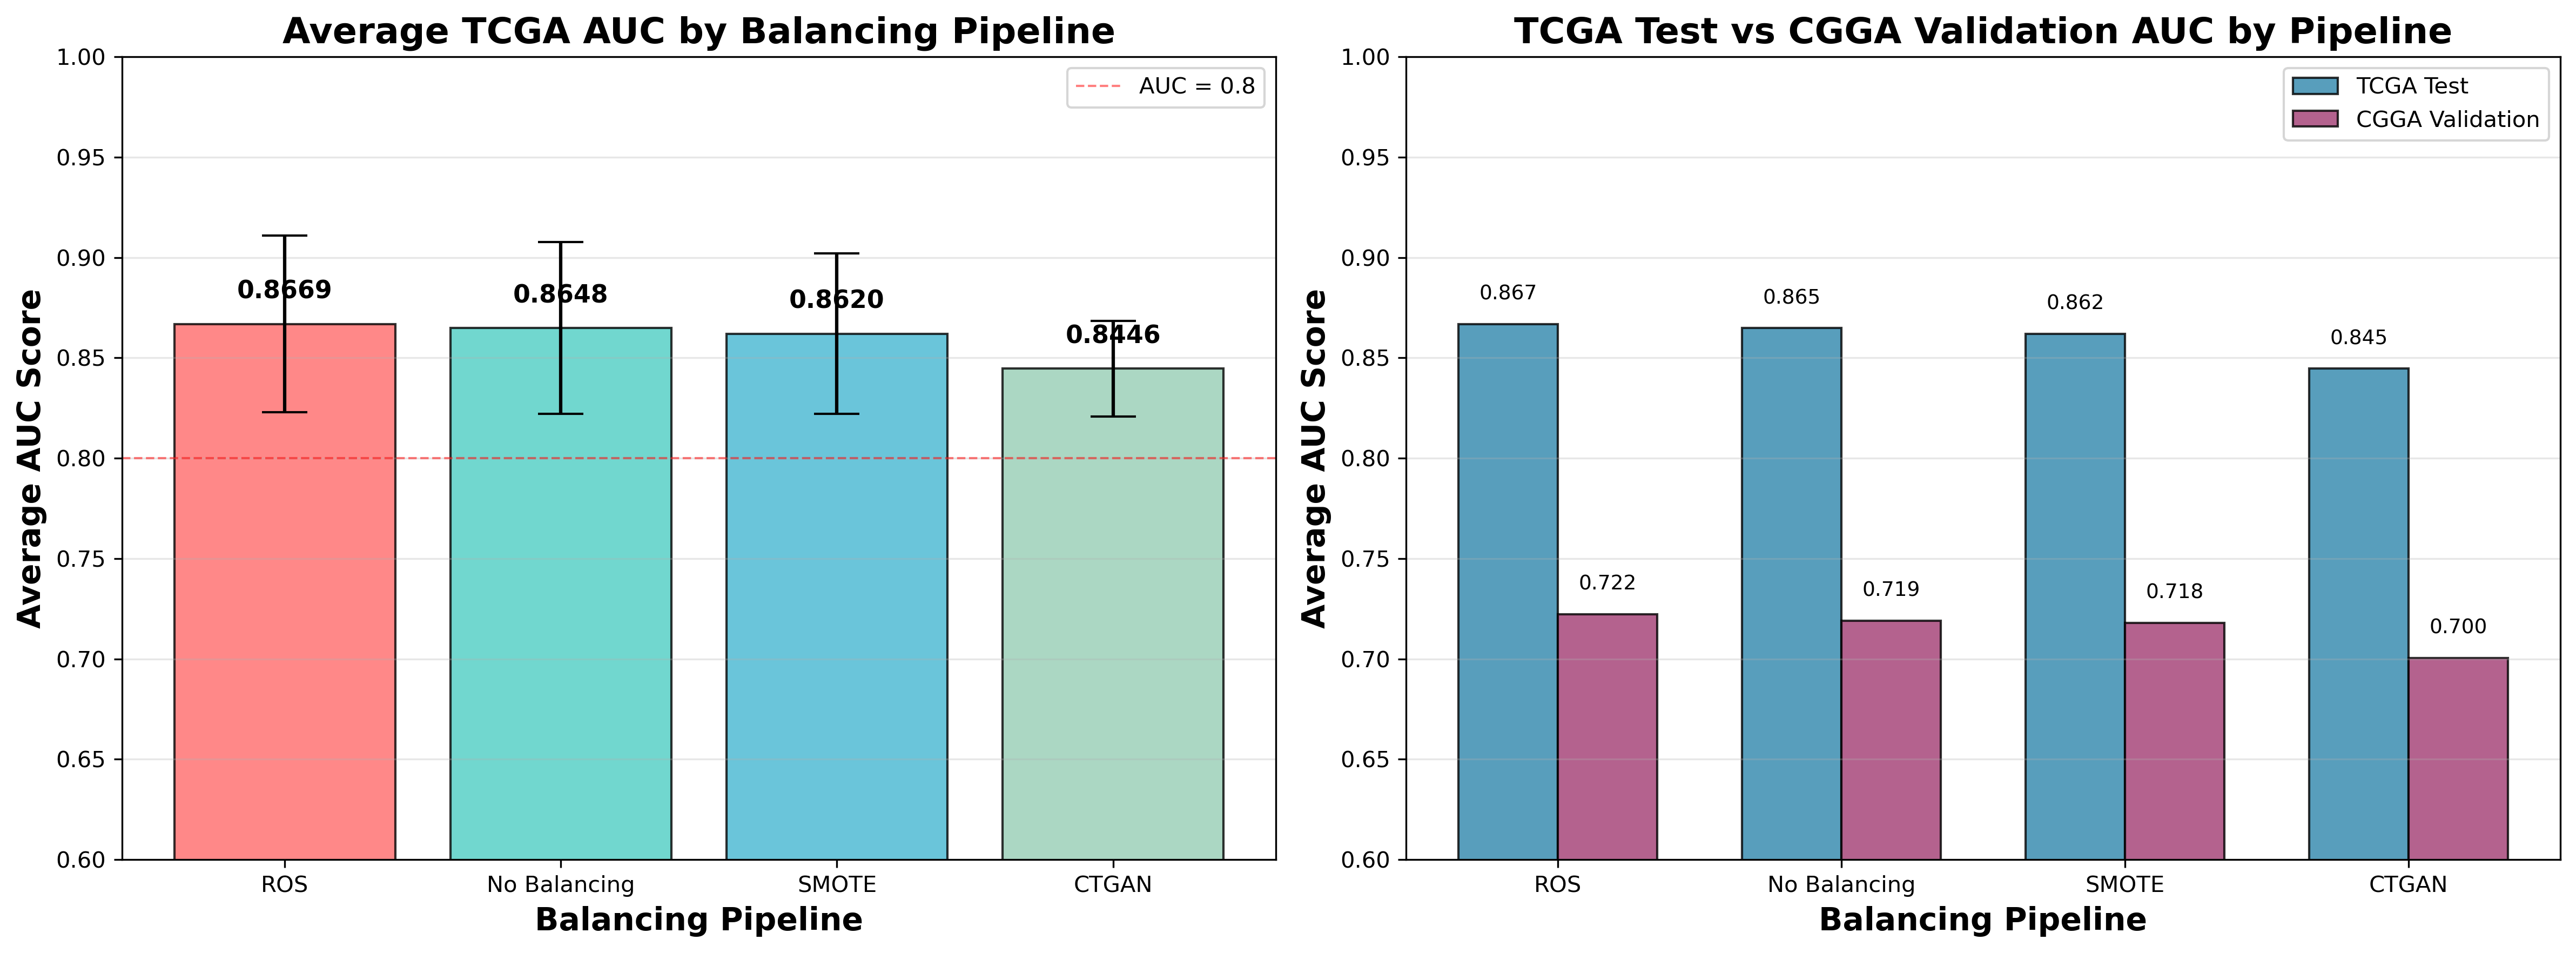 Average TCGA AUC by Balancing Pipeline
AUC = 0.8
Average AUC Score
1.00
0.95
0.90
0.85
0.80
0.75
0.70
0.65
0.60
0.8669
0.8648
0.8620
0.8446
ROS
No Balancing
SMOTE
CTGAN
Balancing Pipeline
TCGA Test vs CGGA Validation AUC by Pipeline
TCGA Test
CGGA Validation
Average AUC Score
1.00
0.95
0.90
0.85
0.80
0.75
0.70
0.65
0.60
0.867
0.722
0.865
0.719
0.862
0.718
0.845
0.700
ROS
No Balancing
SMOTE
CTGAN
Balancing Pipeline